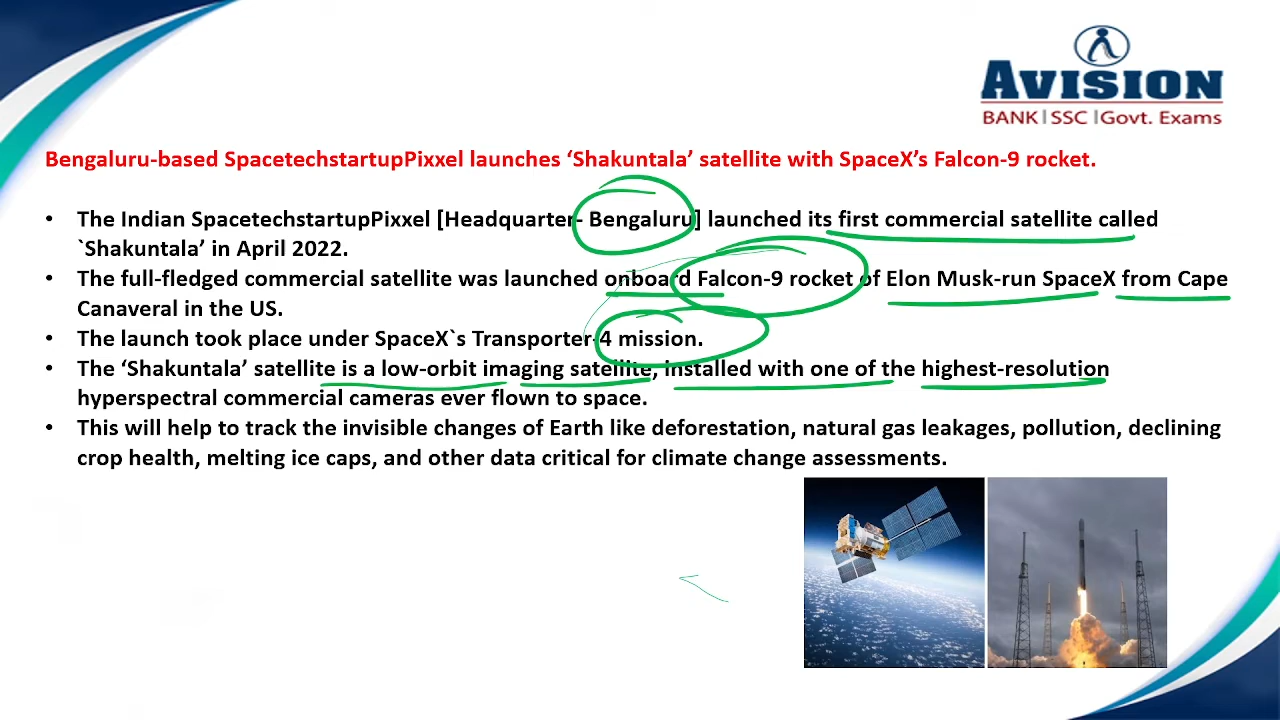 AVISION
BANK|SSC|Govt. Exams
Bengaluru-based SpacetechstartupPixxel launches ‘Shakuntala’ satellite with SpaceX’s Falcon-9 rocket.
• The Indian SpacetechstartupPixxel [Headquarter- Bengaluru] launched its first commercial satellite called
`Shakuntala’ in April 2022.
• The full-fledged commercial satellite was launched onboard Falcon-9 rocket of Elon Musk-run SpaceX from Cape
Canaveral in the US.
• The launch took place under SpaceX`s Transporter-4 mission.
• The ‘Shakuntala’ satellite is a low-orbit imaging satellite, installed with one of the highest-resolution
hyperspectral commercial cameras ever flown to space.
• This will help to track the invisible changes of Earth like deforestation, natural gas leakages, pollution, declining
crop health, melting ice caps, and other data critical for climate change assessments.